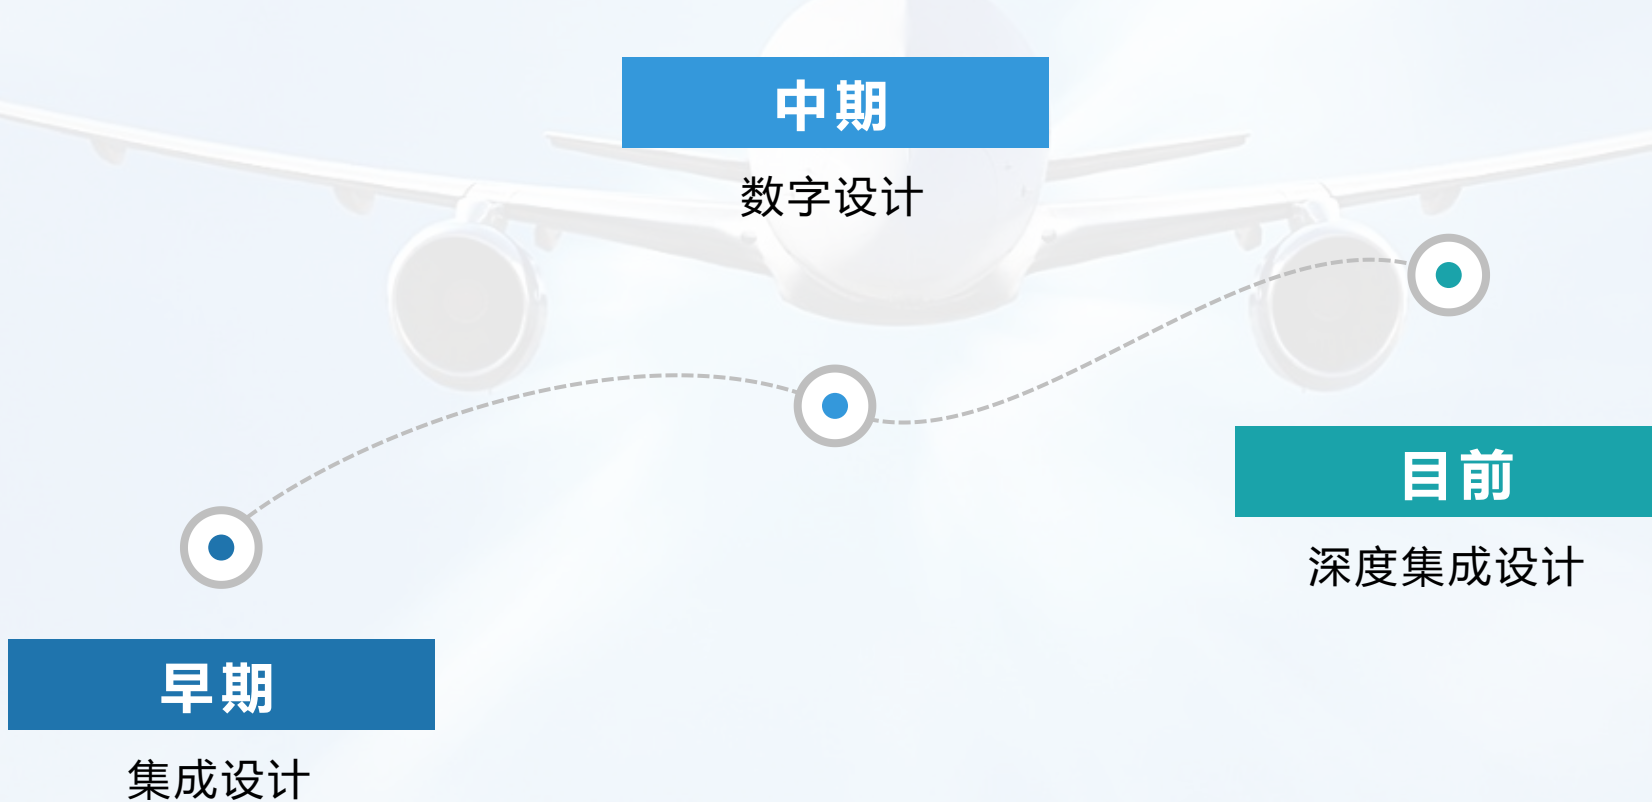 中期
数字设计
目前
深度集成设计
早期
集成设计